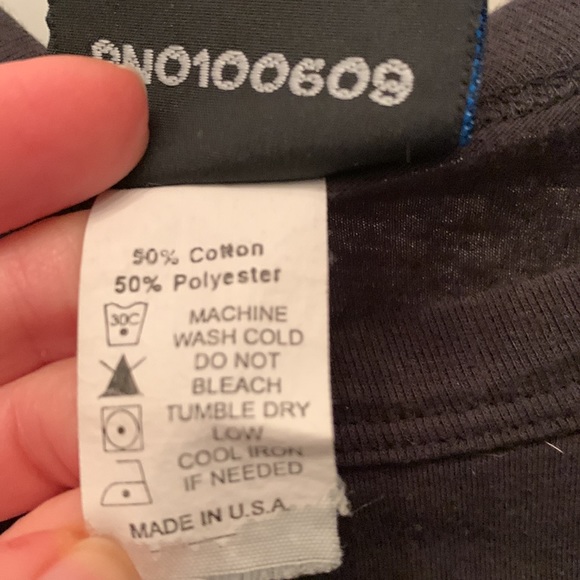 RN0100609
50% Cotton
50% Polyester
30C
MACHINE
WASH COLD
DO NOT
BLEACH
TUMBLE DRY
LOW
COOL IRON
IF NEEDED
MADE IN U.S.A.